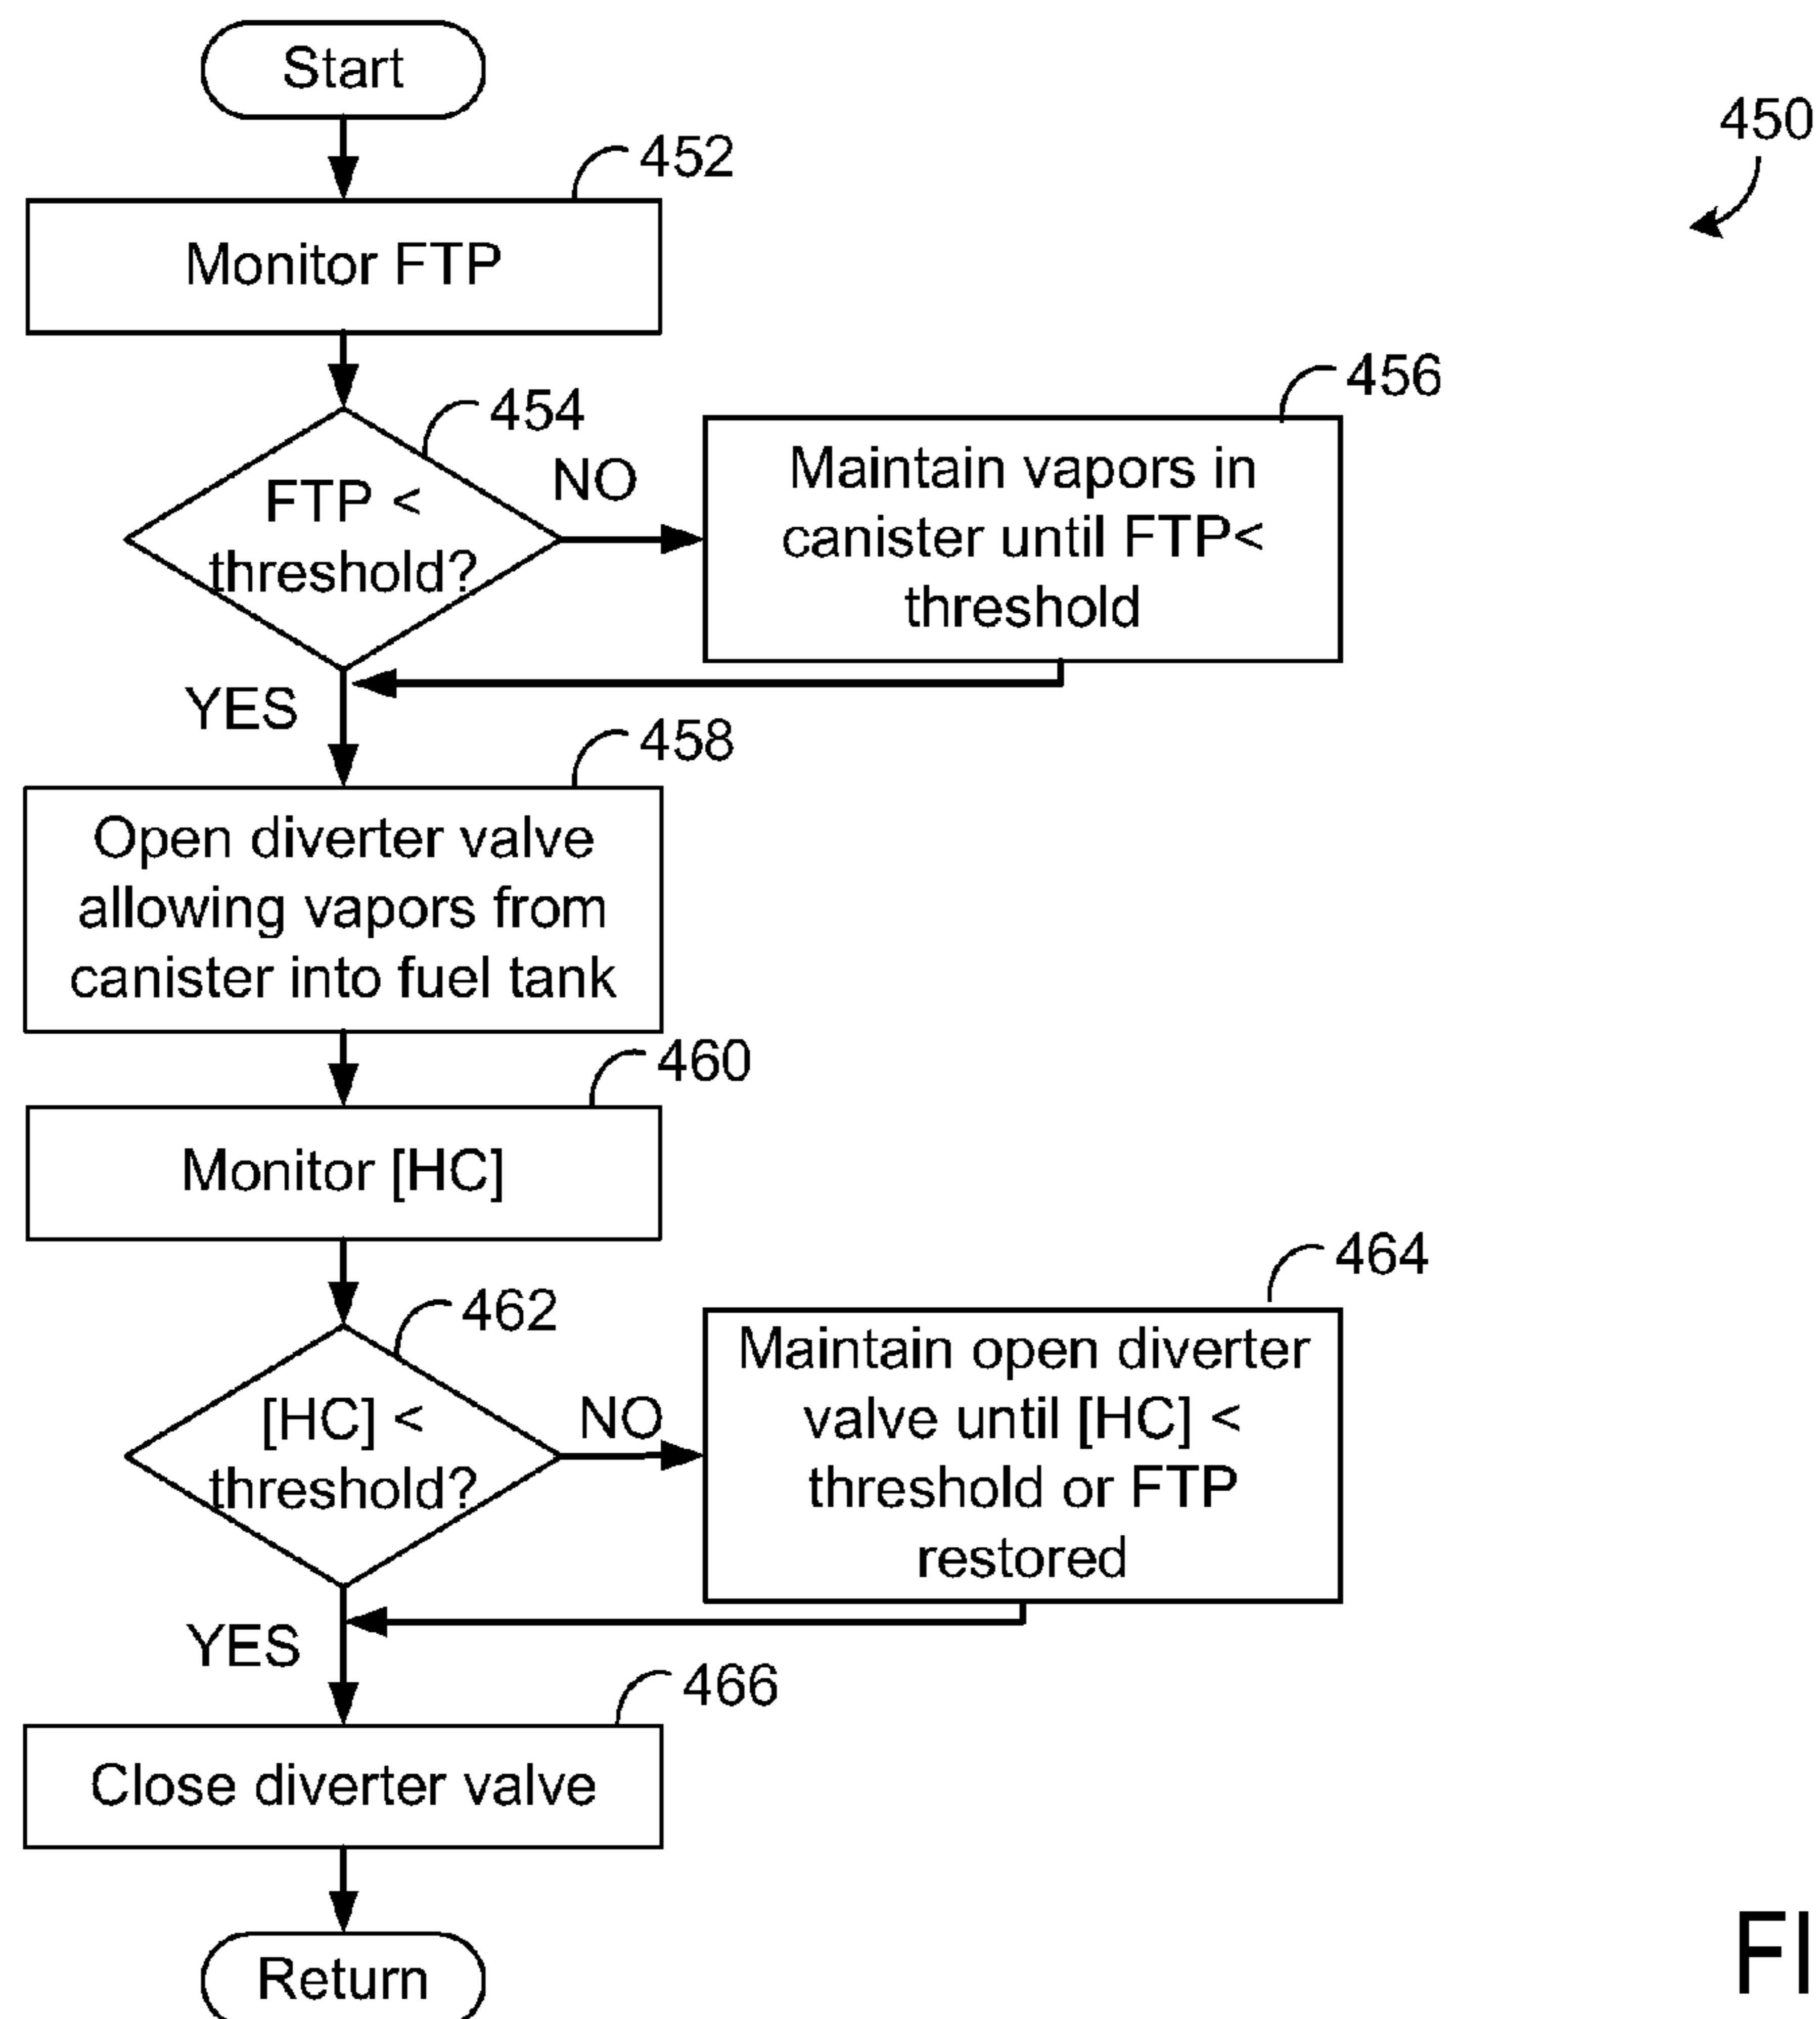 Start
450
452
Monitor FTP
454
FTP <
threshold?
NO
456
Maintain vapors in
canister until FTP<
threshold
YES
458
Open diverter valve
allowing vapors from
canister into fuel tank
460
Monitor [HC]
462
[HC] <
threshold?
NO
464
Maintain open diverter
valve until [HC] <
threshold or FTP
restored
YES
466
Close diverter valve
Return
FI